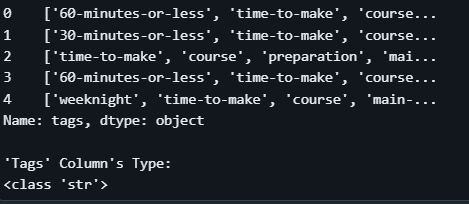 0    ['60-minutes-or-less', 'time-to-make', 'course...
1    ['30-minutes-or-less', 'time-to-make', 'course...
2    ['time-to-make', 'course', 'preparation', 'mai...
3    ['60-minutes-or-less', 'time-to-make', 'course...
4    ['weeknight', 'time-to-make', 'course', 'main-...
Name: tags, dtype: object
'Tags' Column's Type:
<class 'str'>